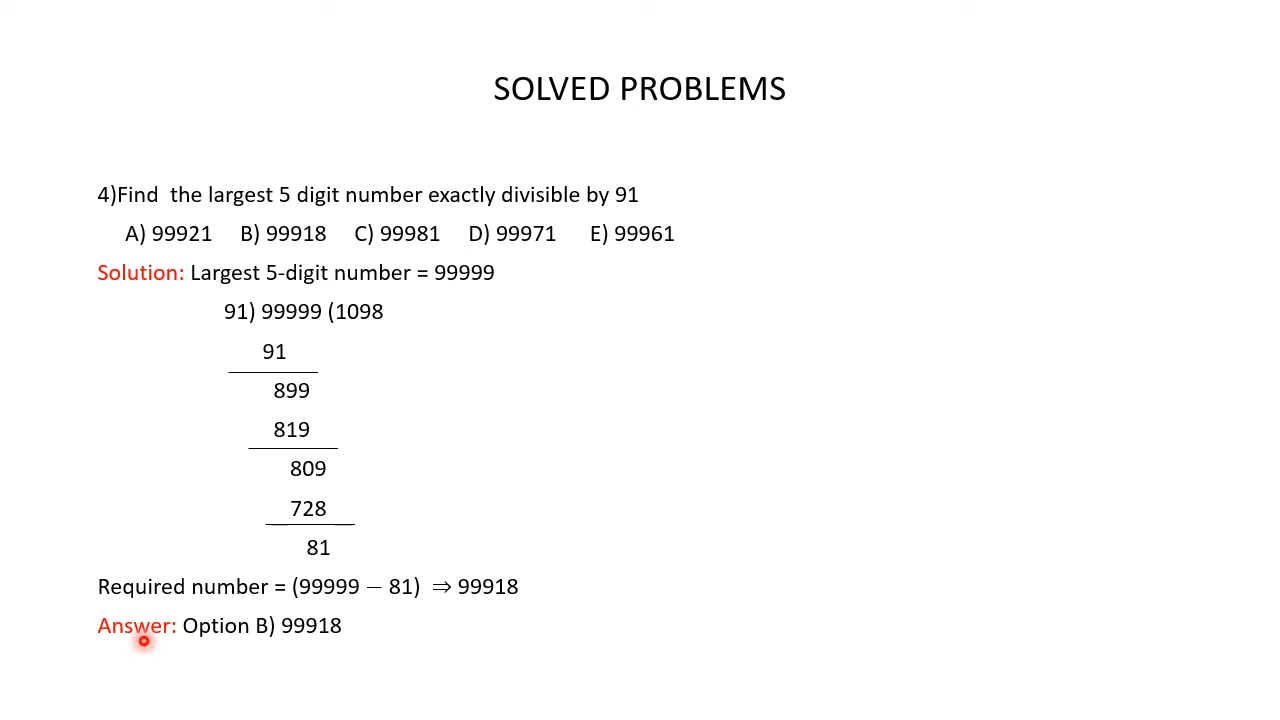 SOLVED PROBLEMS
4)Find  the largest 5 digit number exactly divisible by 91
A) 99921  B) 99918  C) 99981  D) 99971  E) 99961
Solution: Largest 5-digit number = 99999
91) 99999 (1098
91
899
819
809
728
81
Required number = (99999 − 81) ⇒ 99918
Answer: Option B) 99918